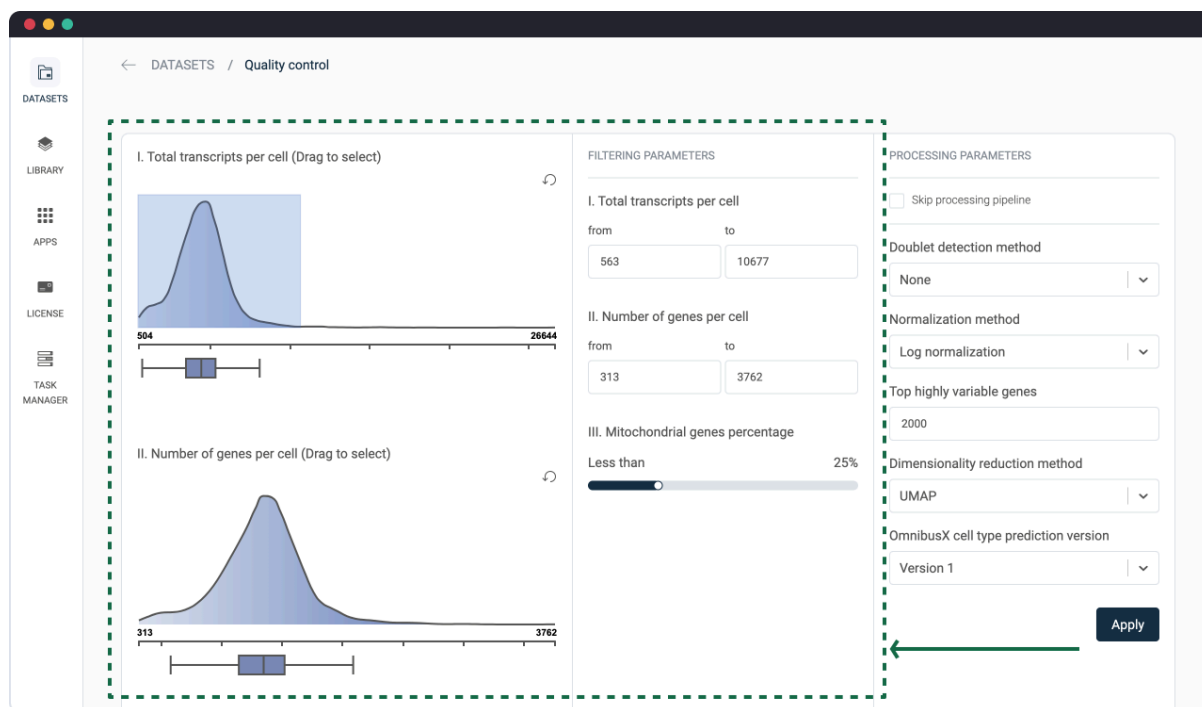 ← DATASETS / Quality control
DATASETS
LIBRARY
APPS
LICENSE
TASK
MANAGER
I. Total transcripts per cell (Drag to select)
504
26644
II. Number of genes per cell (Drag to select)
313
3762
FILTERING PARAMETERS
I. Total transcripts per cell
from to
563 10677
II. Number of genes per cell
from to
313 3762
III. Mitochondrial genes percentage
Less than 25%
PROCESSING PARAMETERS
Skip processing pipeline
Doublet detection method
None
Normalization method
Log normalization
Top highly variable genes
2000
Dimensionality reduction method
UMAP
OmnibusX cell type prediction version
Version 1
Apply